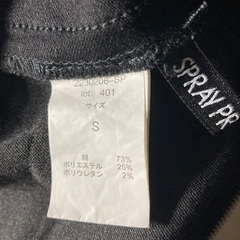 2230206-SP
lot. 401
サイズ
S
綿 73%
ポリエステル 25%
ポリウレタン 2%
SPRAY PR